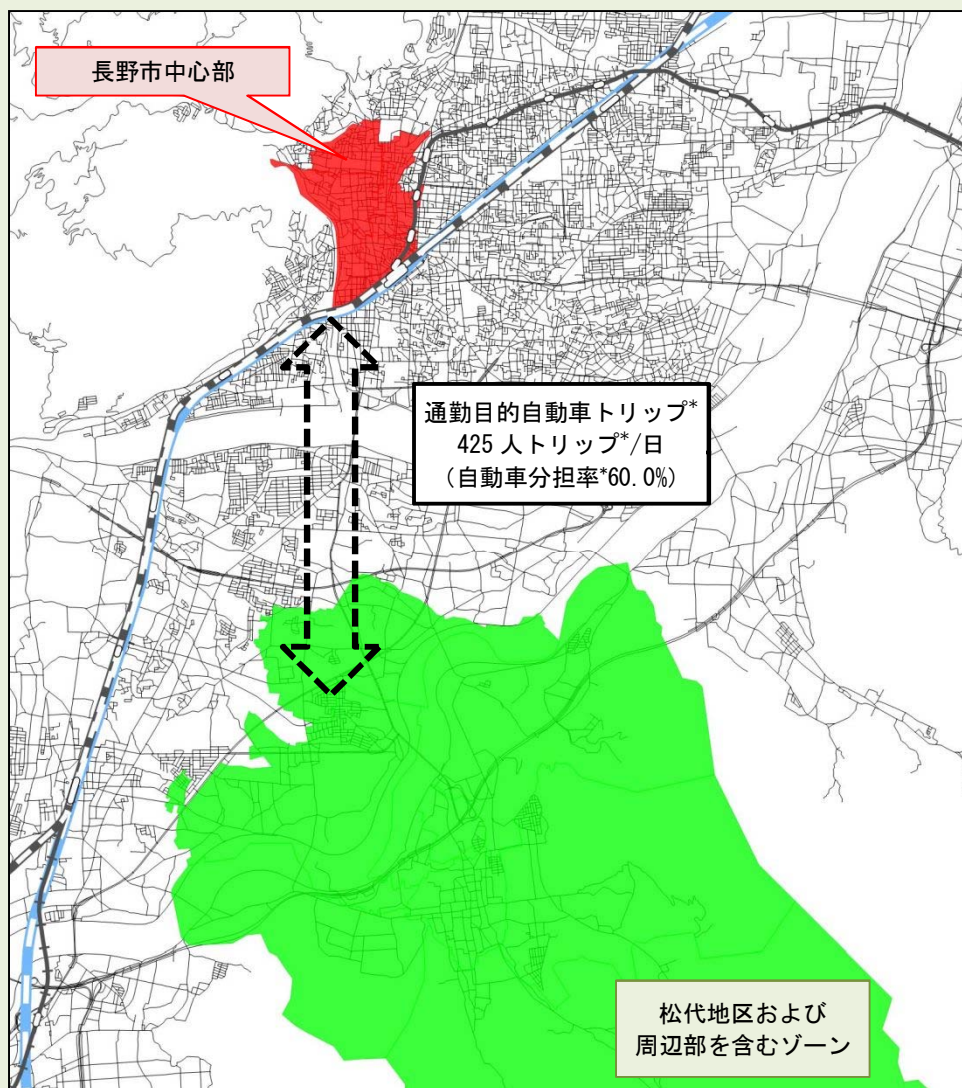 長野市中心部
通勤目的自動車トリップ*
425 人トリップ*/日
(自動車分担率*60.0%)
松代地区および
周辺部を含むゾーン